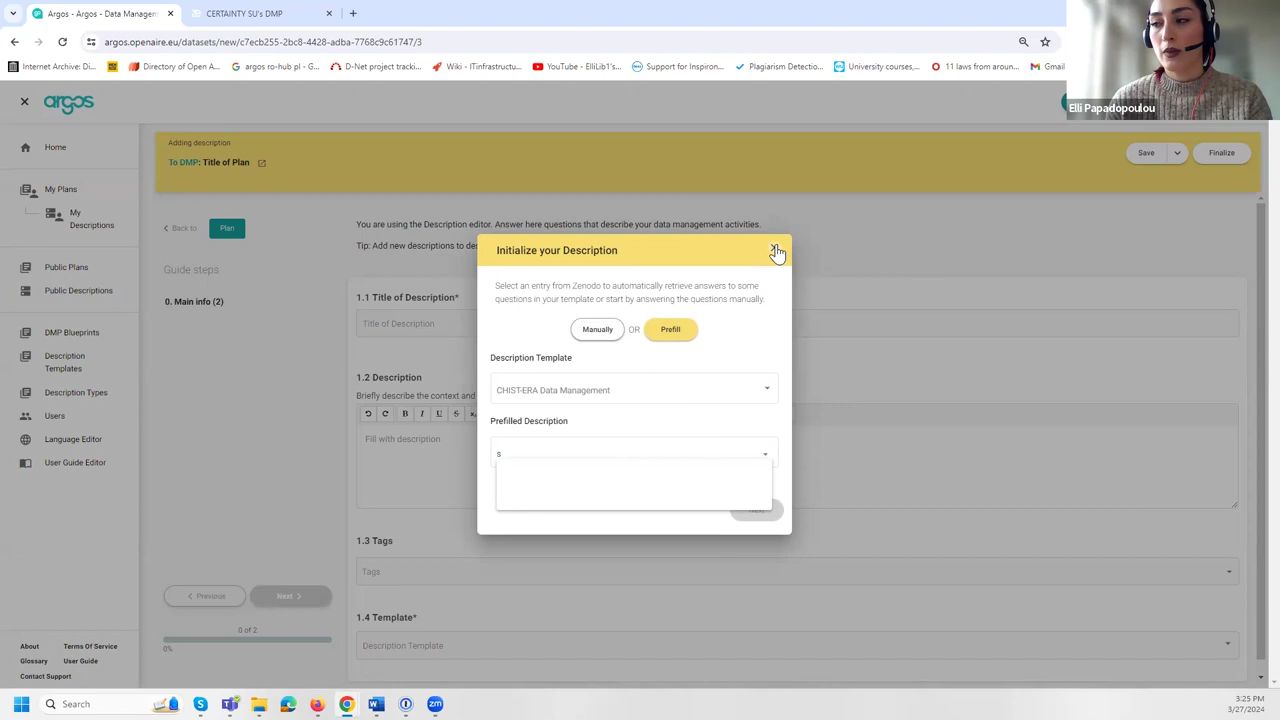 Argos - Argos - Data Managem
CERTAINTY SU's DMP
argos.openaire.eu/datasets/new/c7ecb255-2bc8-4428-adba-7768c9c61747/3
Internet Archive: Di...
Directory of Open A...
argos ro-hub pl - G...
D-Net project tracki...
Wiki - ITinfrastructu...
YouTube - ElliLib1's...
Support for Inspiron...
Plagiarism Detectio...
University courses,...
11 laws from aroun...
Gmail
Elli Papadopoulou
argos
Home
My Plans
My
Descriptions
Public Plans
Public Descriptions
DMP Blueprints
Description
Templates
Description Types
Users
Language Editor
User Guide Editor
About
Terms Of Service
Glossary
User Guide
Contact Support
Adding description
To DMP: Title of Plan
Save
Finalize
Back to
Plan
You are using the Description editor. Answer here questions that describe your data management activities.
Tip: Add new descriptions to des
Guide steps
0. Main info (2)
Previous
Next
0 of 2
0%
1.1 Title of Description*
Title of Description
1.2 Description
Briefly describe the context and
B I U S
Fill with description
1.3 Tags
Tags
1.4 Template*
Description Template
Initialize your Description
Select an entry from Zenodo to automatically retrieve answers to some
questions in your template or start by answering the questions manually.
Manually OR Prefill
Description Template
CHIST-ERA Data Management
Prefilled Description
s
Search
3:25 PM
3/27/2024